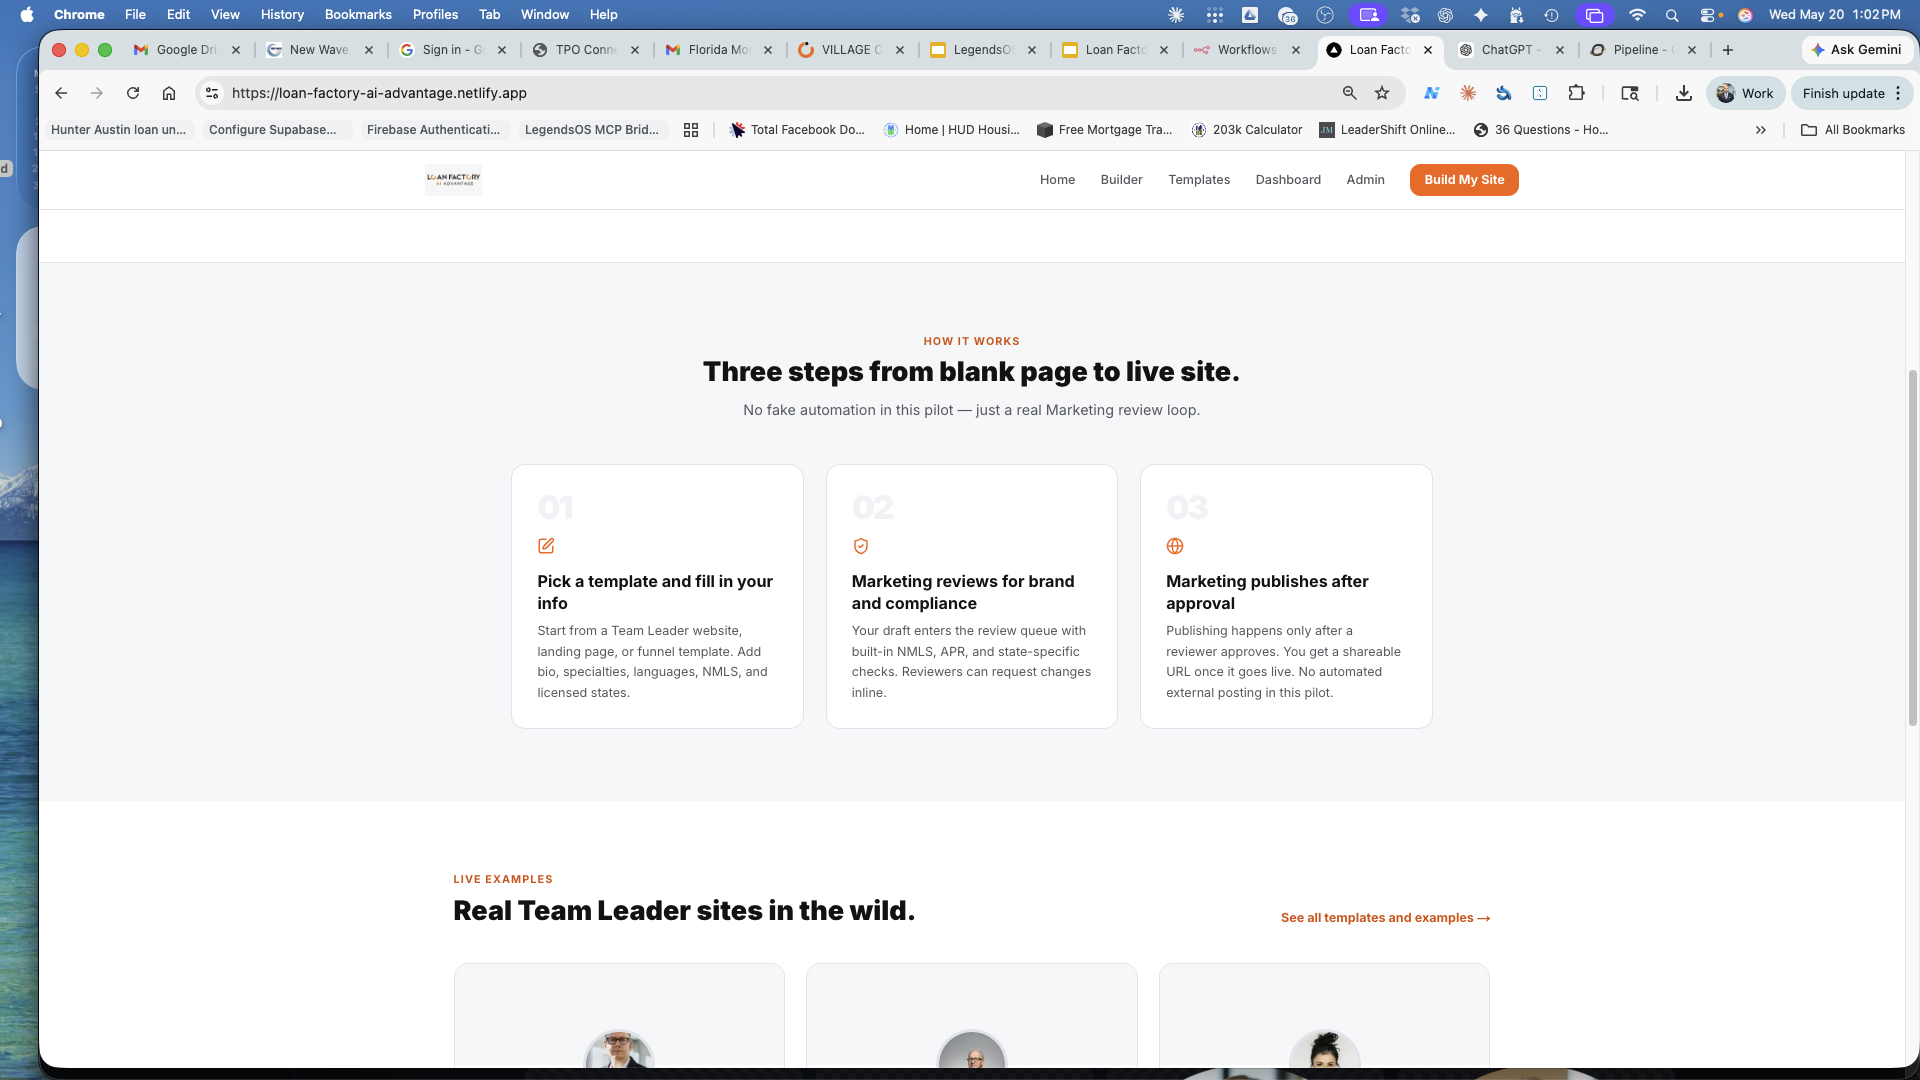 Chrome File Edit View History Bookmarks Profiles Tab Window Help
36
Wed May 20 1:02 PM
Google Dri
New Wave
Sign in - G
TPO Conne
Florida Mo
VILLAGE C
LegendsOS
Loan Facto
Workflows
Loan Facto
ChatGPT -
Pipeline -
Ask Gemini
https://loan-factory-ai-advantage.netlify.app
Work
Finish update
Hunter Austin loan un...
Configure Supabase...
Firebase Authenticati...
LegendsOS MCP Brid...
Total Facebook Do...
Home | HUD Housi...
Free Mortgage Tra...
203k Calculator
JM
LeaderShift Online...
36 Questions - Ho...
»
All Bookmarks
d
LOAN FACTORY
AI ADVANTAGE
Home Builder Templates Dashboard Admin Build My Site
HOW IT WORKS
Three steps from blank page to live site.
No fake automation in this pilot — just a real Marketing review loop.
01
Pick a template and fill in your
info
Start from a Team Leader website,
landing page, or funnel template. Add
bio, specialties, languages, NMLS, and
licensed states.
02
Marketing reviews for brand
and compliance
Your draft enters the review queue with
built-in NMLS, APR, and state-specific
checks. Reviewers can request changes
inline.
03
Marketing publishes after
approval
Publishing happens only after a
reviewer approves. You get a shareable
URL once it goes live. No automated
external posting in this pilot.
LIVE EXAMPLES
Real Team Leader sites in the wild.
See all templates and examples →